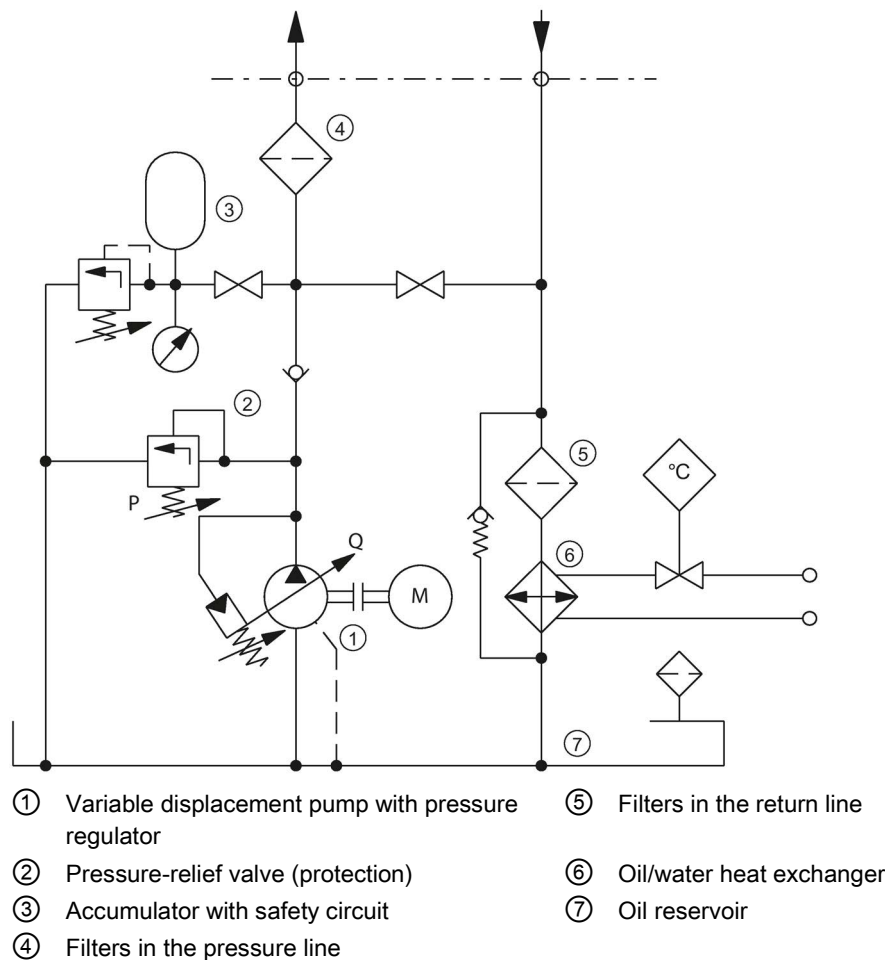 ④
③
②
⑤
°C
P
Q
⑥
M
①
⑦
① Variable displacement pump with pressure
regulator
② Pressure-relief valve (protection)
③ Accumulator with safety circuit
④ Filters in the pressure line
⑤ Filters in the return line
⑥ Oil/water heat exchanger
⑦ Oil reservoir